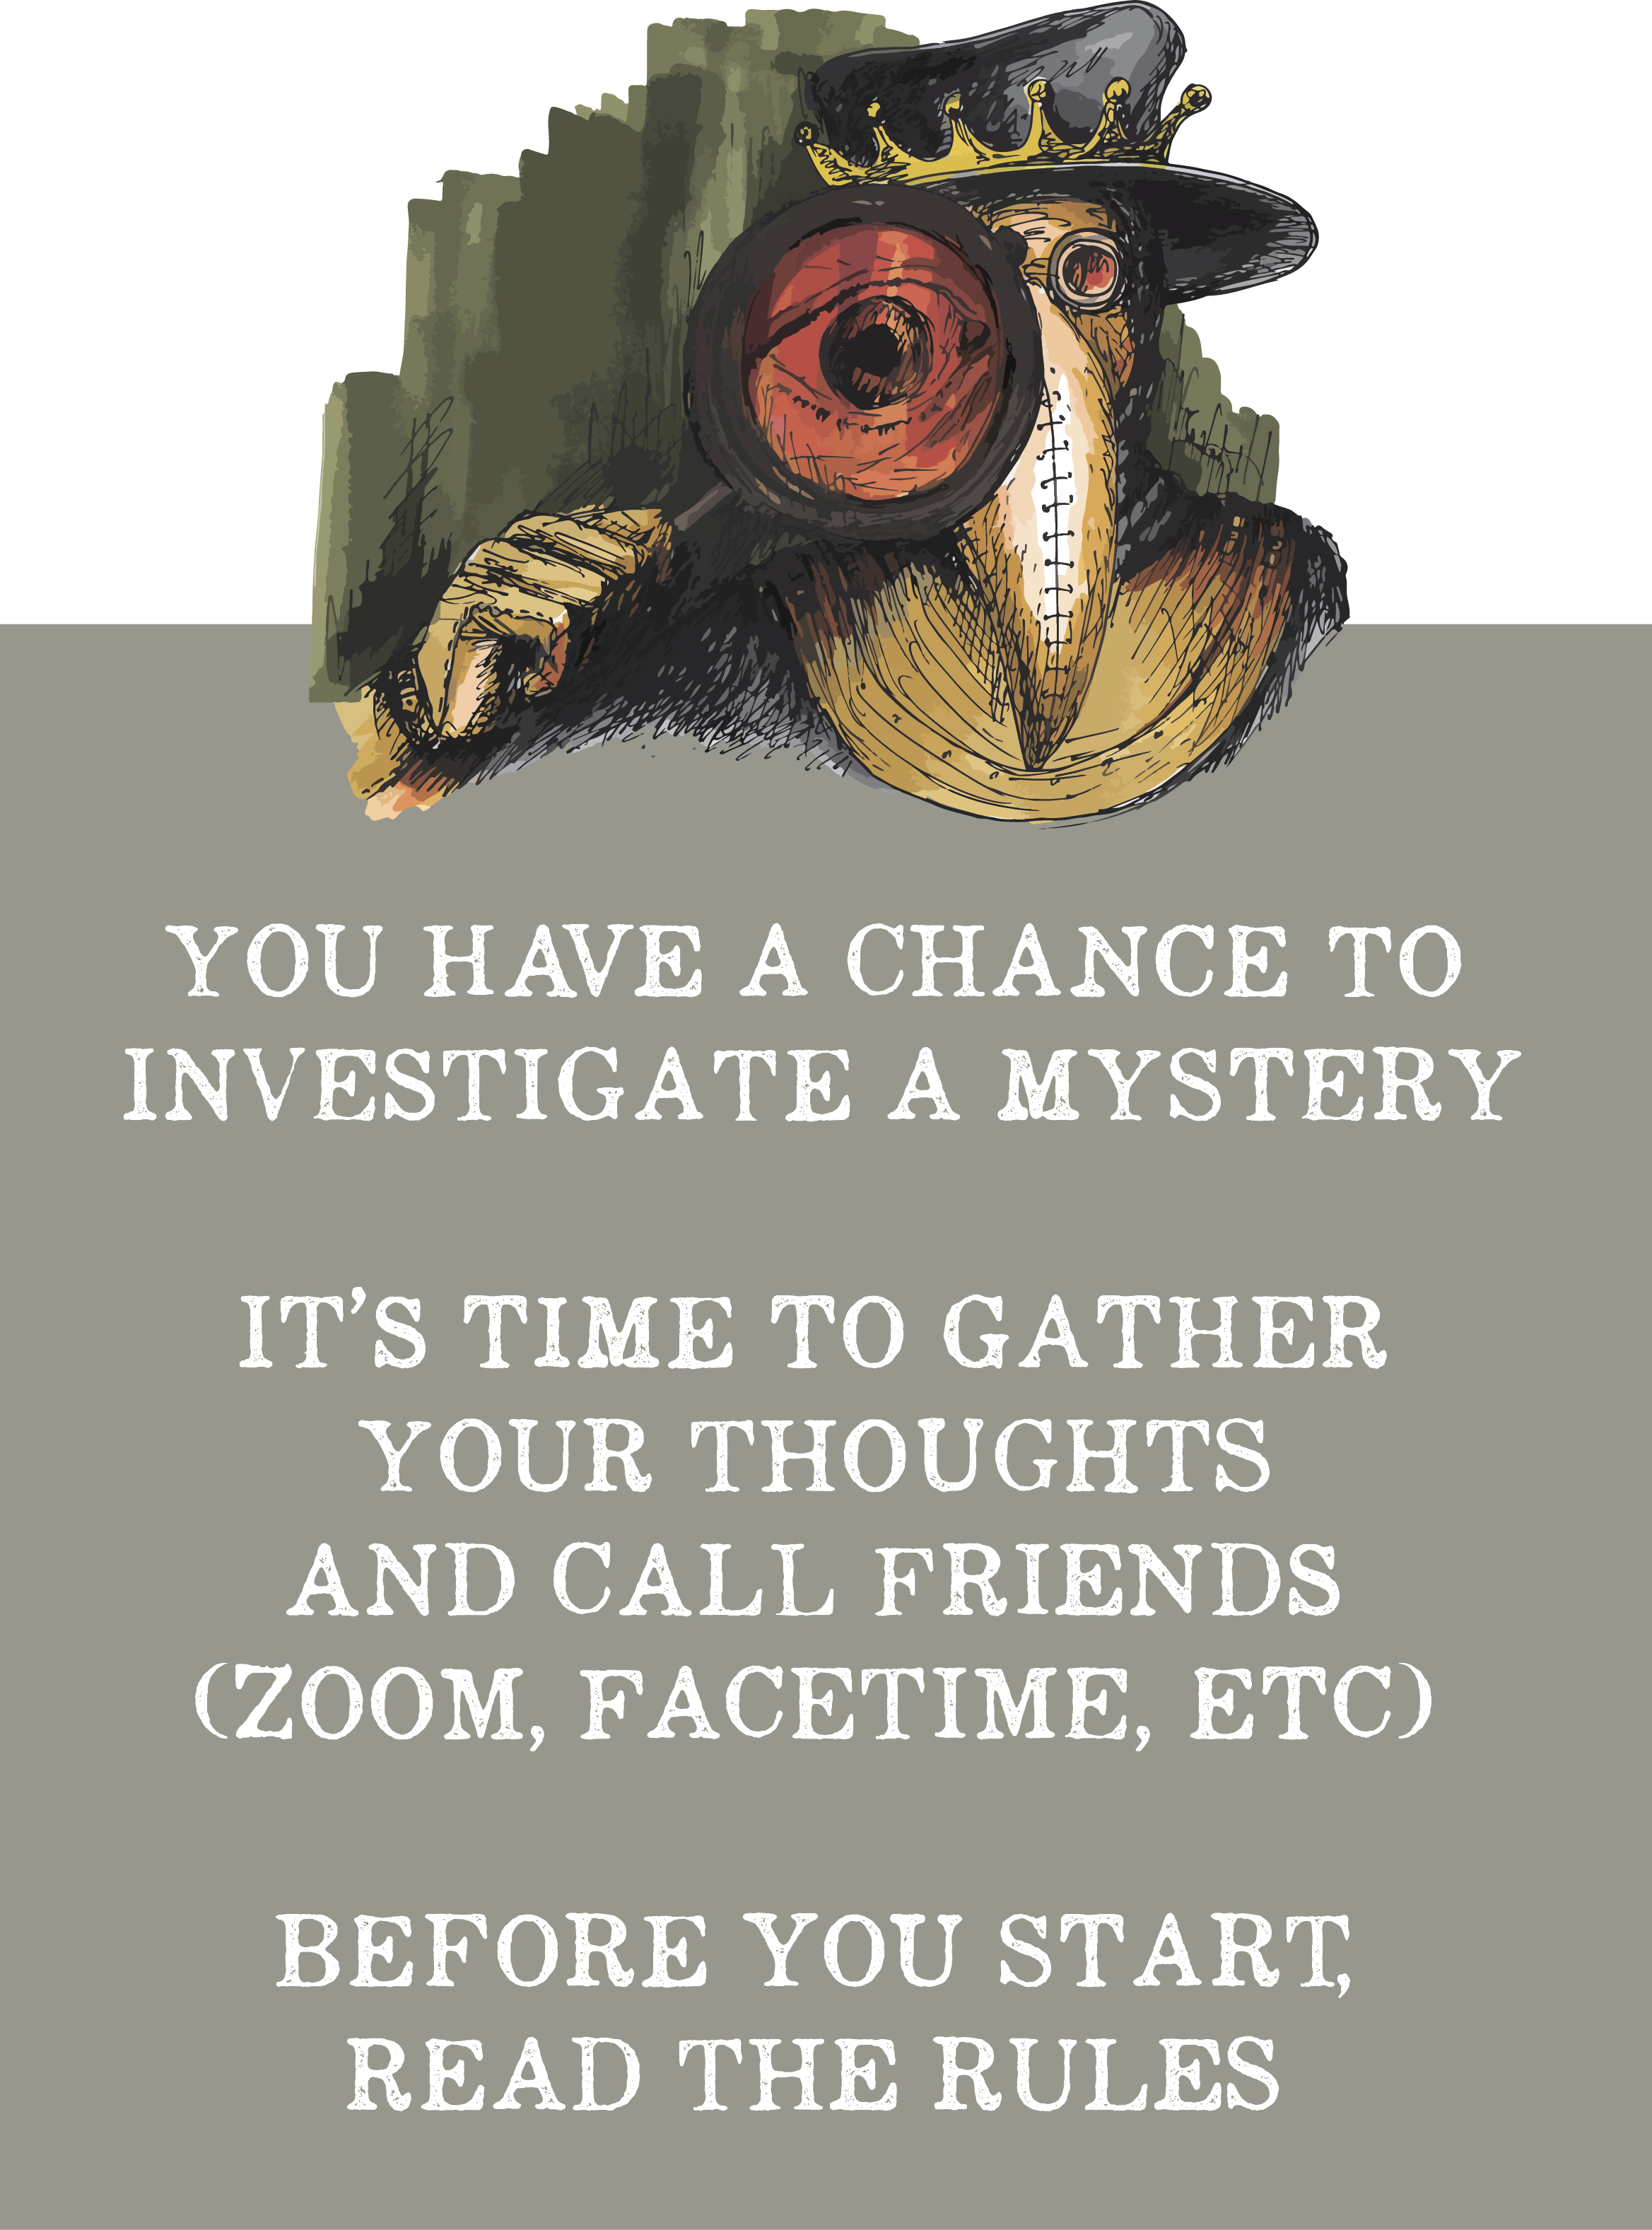 YOU HAVE A CHANCE TO
INVESTIGATE A MYSTERY
IT'S TIME TO GATHER
YOUR THOUGHTS
AND CALL FRIENDS
(ZOOM, FACETIME, ETC)
BEFORE YOU START,
READ THE RULES